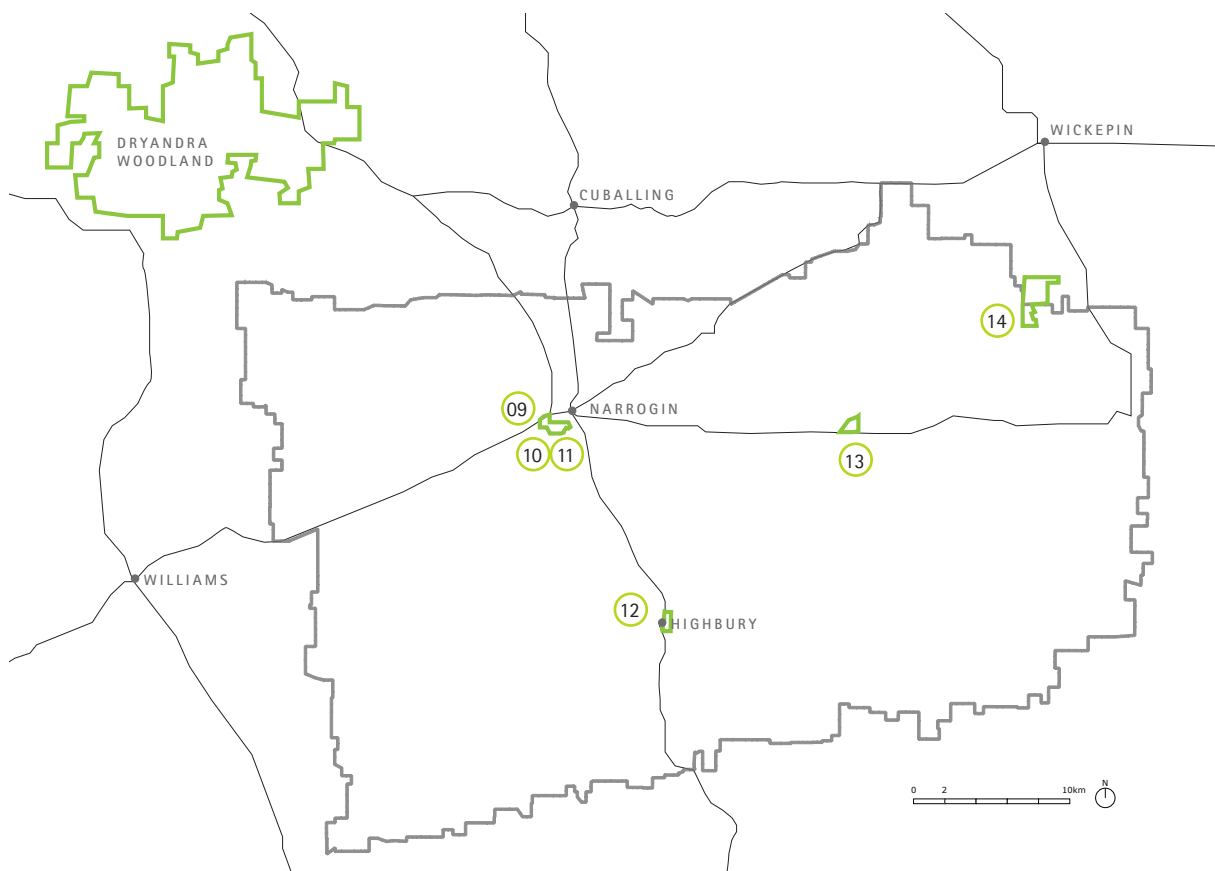 DRYANDRA
WOODLAND
WICKEPIN
CUBALLING
14
09
NARROGIN
10
11
13
WILLIAMS
12
HIGHBURY
0 2 10km
N